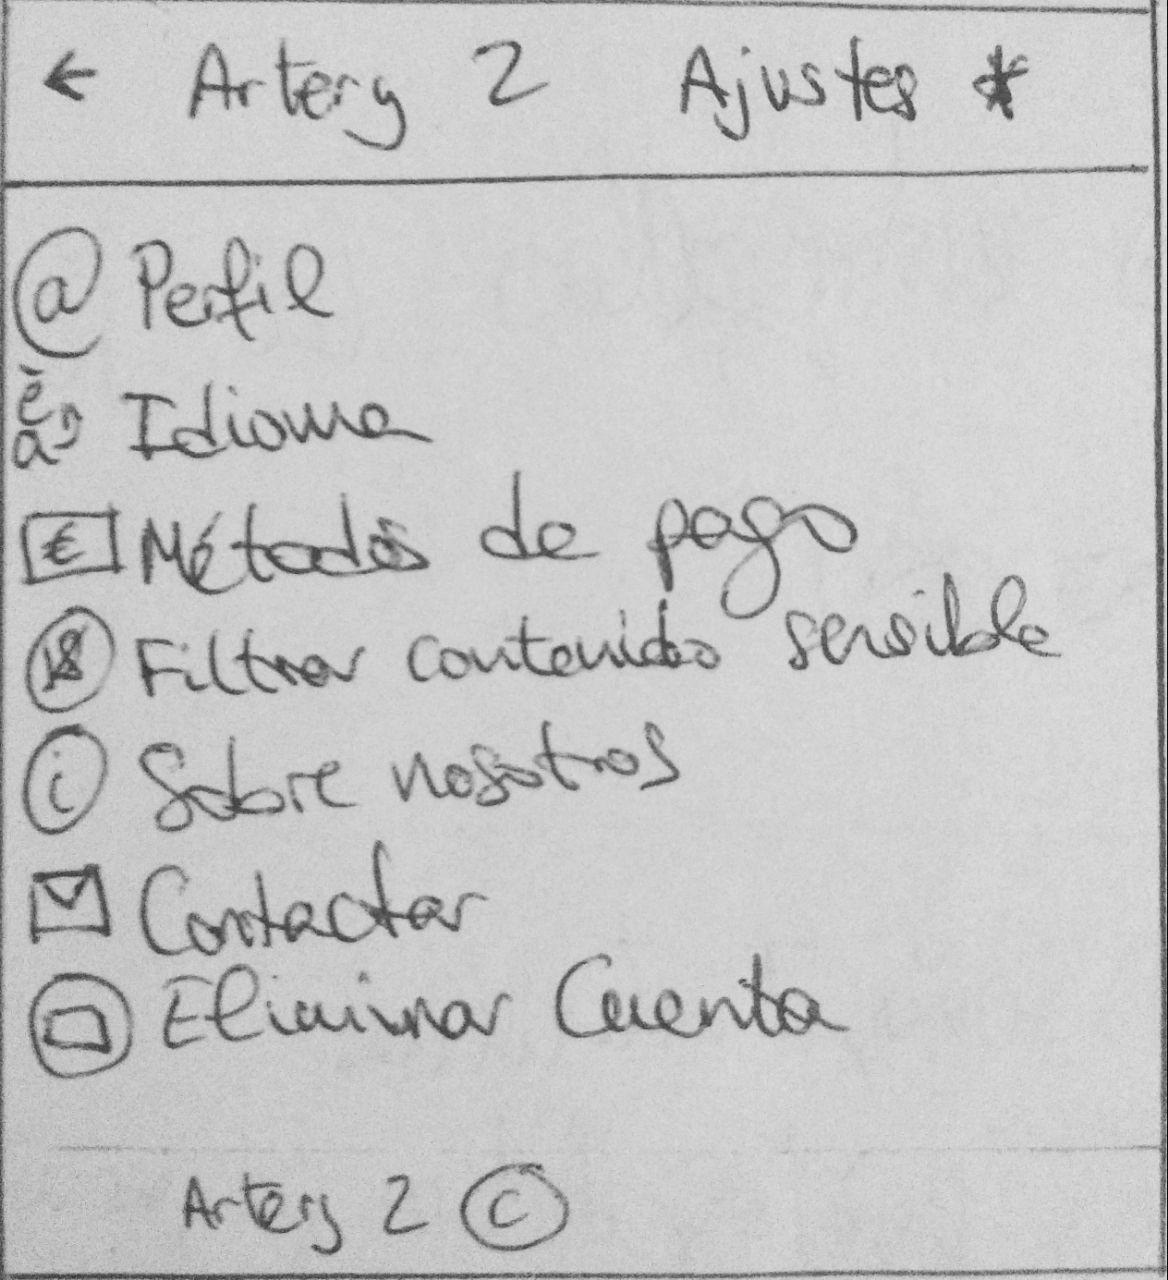 ← Artery 2 Ajustes *
@ Perfil
é a Idioma
€ Métodos de pago
18 Filtrar contenido sensible
i Sobre nosotros
Contactar
Eliminar Cuenta
Artery 2 ©